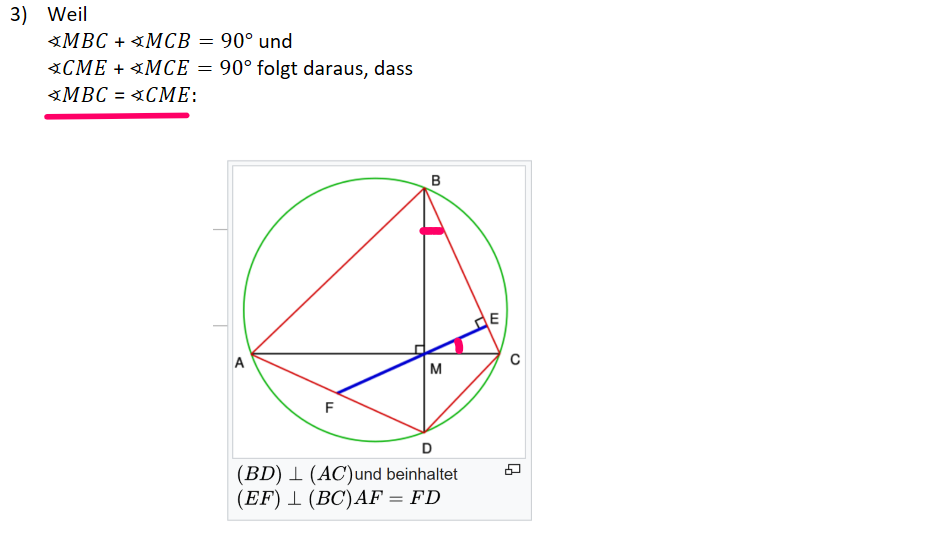 3) Weil
∢MBC + ∢MCB = 90° und
∢CME + ∢MCE = 90° folgt daraus, dass
∢MBC = ∢CME:
B
E
A
M
C
F
D
(BD) ⊥ (AC)und beinhaltet
(EF) ⊥ (BC)AF = FD